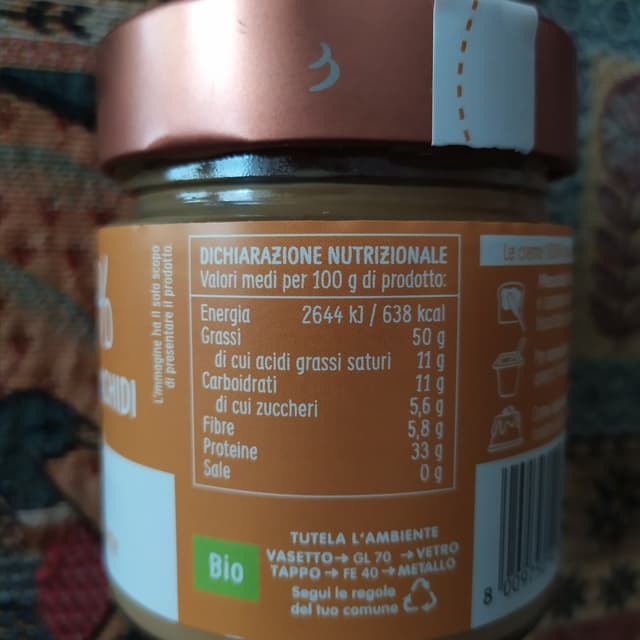 L'immagine ha il solo scopo
di presentare il prodotto
DICHIARAZIONE NUTRIZIONALE
Valori medi per 100 g di prodotto:
Energia 2644 kJ / 638 kcal
Grassi 50 g
di cui acidi grassi saturi 11 g
Carboidrati 11 g
di cui zuccheri 5,6 g
Fibre 5,8 g
Proteine 33 g
Sale 0 g
Bio
TUTELA L'AMBIENTE
VASETTO→ GL 70 → VETRO
TAPPO→ FE 40 → METALLO
Segui le regole
del tuo comune